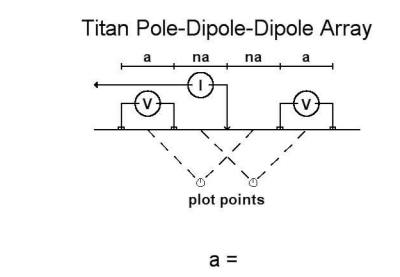 Titan Pole-Dipole-Dipole Array
a na na a
V I V
plot points
a =